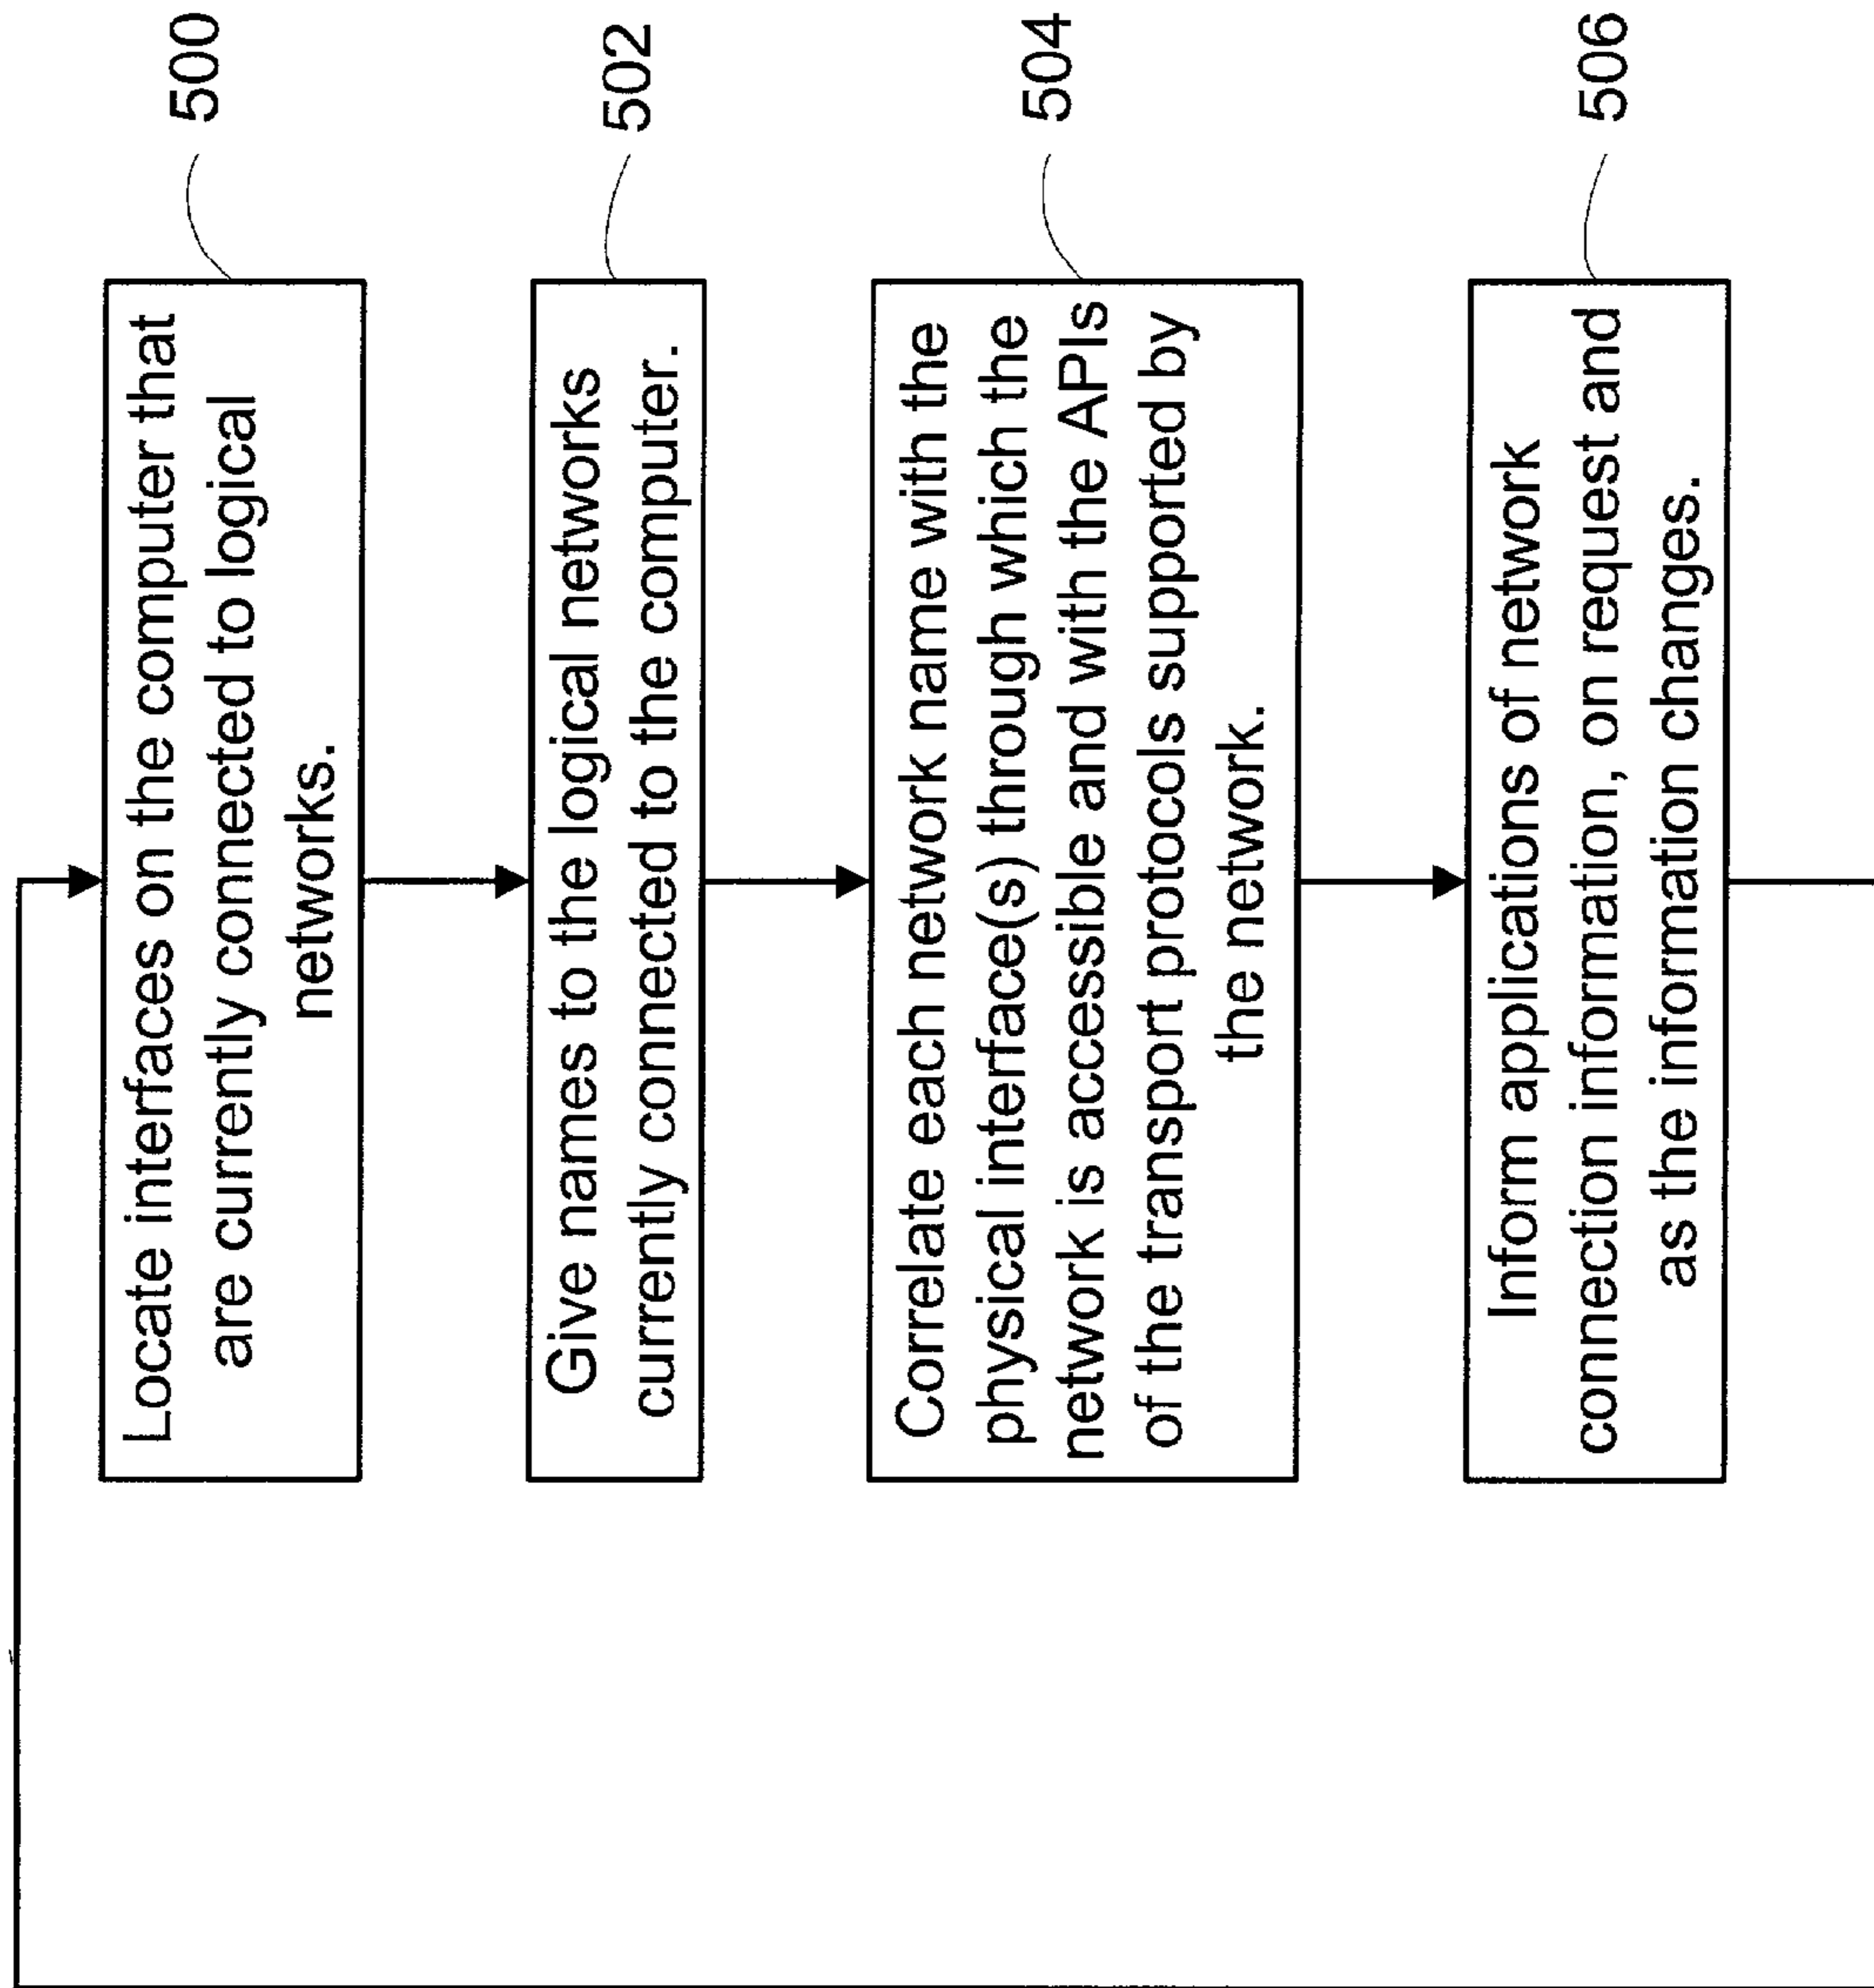 Locate interfaces on the computer that
are currently connected to logical
networks.
500
Give names to the logical networks
currently connected to the computer.
502
Correlate each network name with the
physical interface(s) through which the
network is accessible and with the APIs
of the transport protocols supported by
the network.
504
Inform applications of network
connection information, on request and
as the information changes.
506